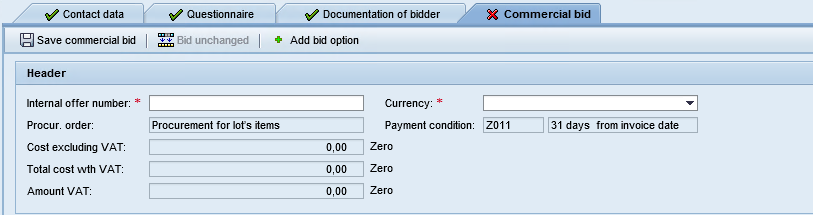 Contact data Questionnaire Documentation of bidder Commercial bid
Save commercial bid Bid unchanged Add bid option
Header
Internal offer number: * Currency: *
Procur. order: Procurement for lot's items Payment condition: Z011 31 days from invoice date
Cost excluding VAT: 0,00 Zero
Total cost wth VAT: 0,00 Zero
Amount VAT: 0,00 Zero